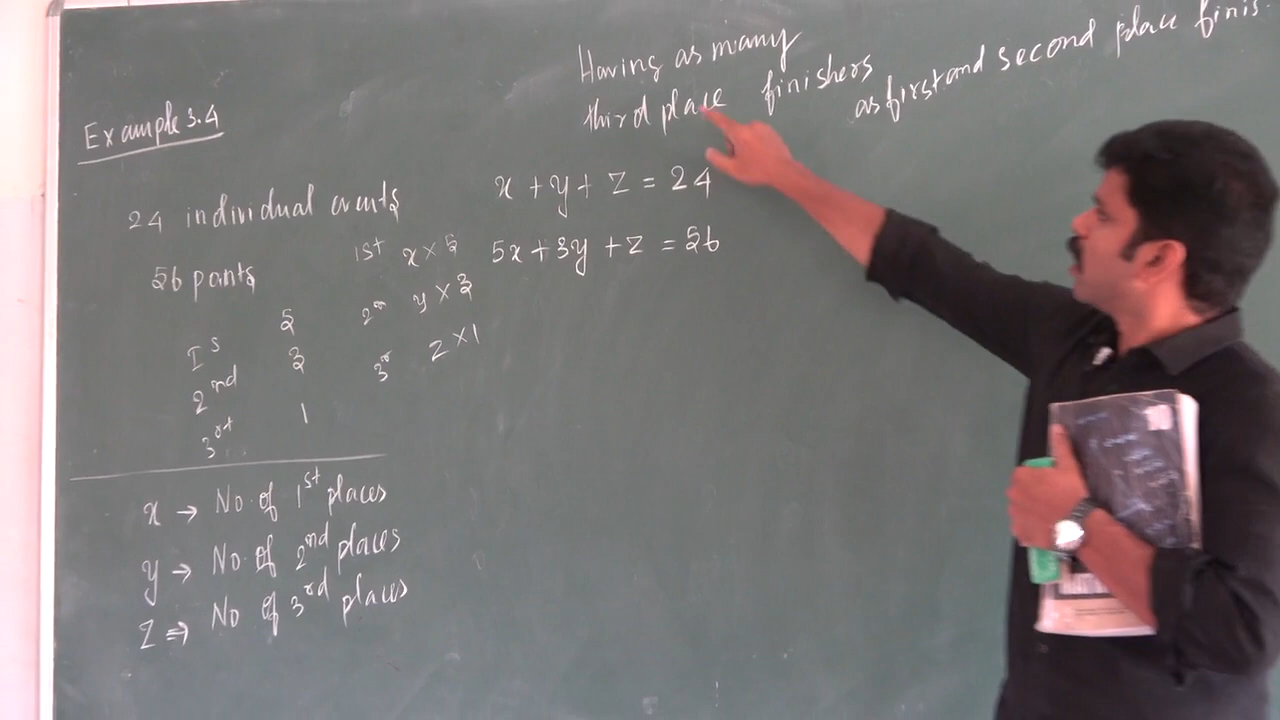 Having as many
third place finishers
as first and second place finis.
Example 3.4
24 individual events
56 points
I s 5
2nd 3
3rd 1
1st x × 5
2n y × 3
3r z × 1
x + y + z = 24
5x + 3y + z = 56
x → No. of 1st places
y → No. of 2nd places
z ⇒ No of 3rd places